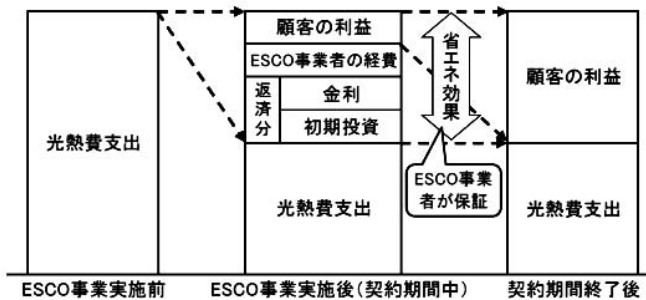 光熱費支出
顧客の利益
ESCO事業者の経費
返済分
金利
初期投資
光熱費支出
省エネ効果
ESCO事業
者が保証
顧客の利益
光熱費支出
ESCO事業実施前
ESCO事業実施後(契約期間中)
契約期間終了後